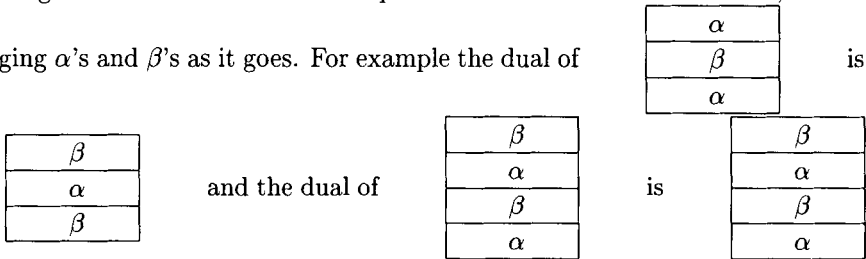 ging α's and β's as it goes. For example the dual of
α
β
α
is
β
α
β
and the dual of
β
α
β
α
is
β
α
β
α